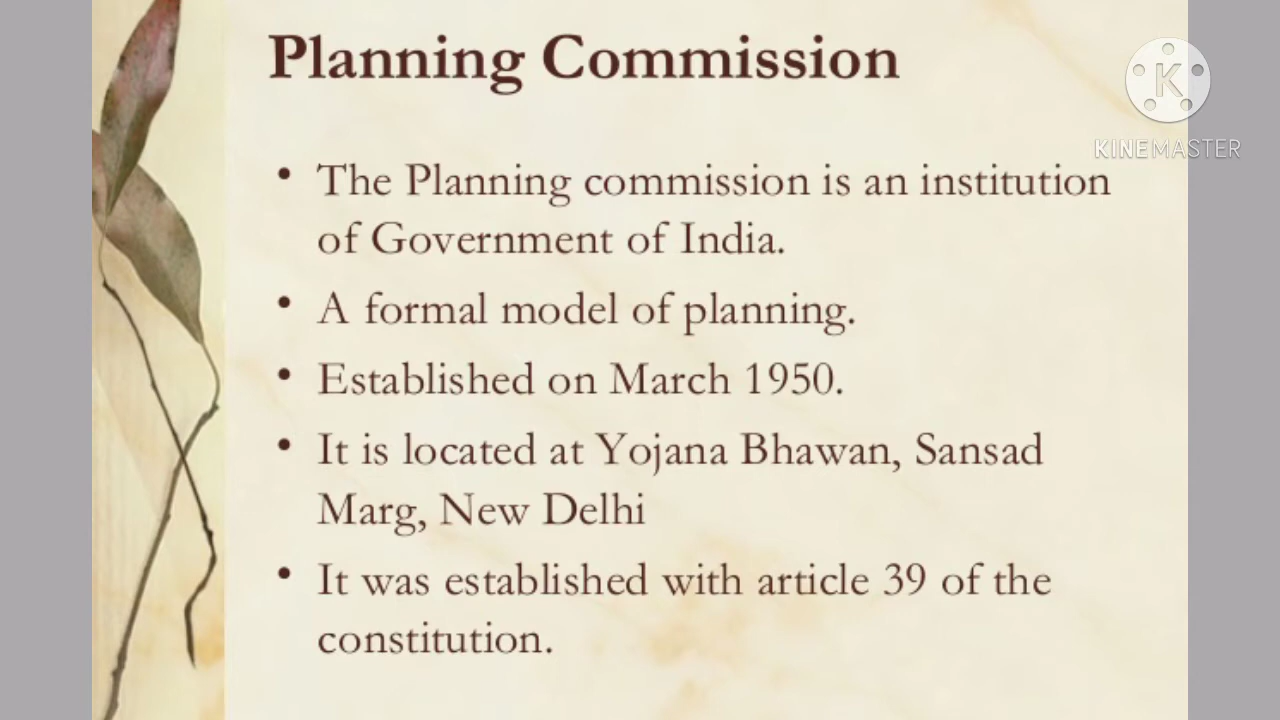 Planning Commission
K
KINEMASTER
• The Planning commission is an institution
of Government of India.
• A formal model of planning.
• Established on March 1950.
• It is located at Yojana Bhawan, Sansad
Marg, New Delhi
• It was established with article 39 of the
constitution.